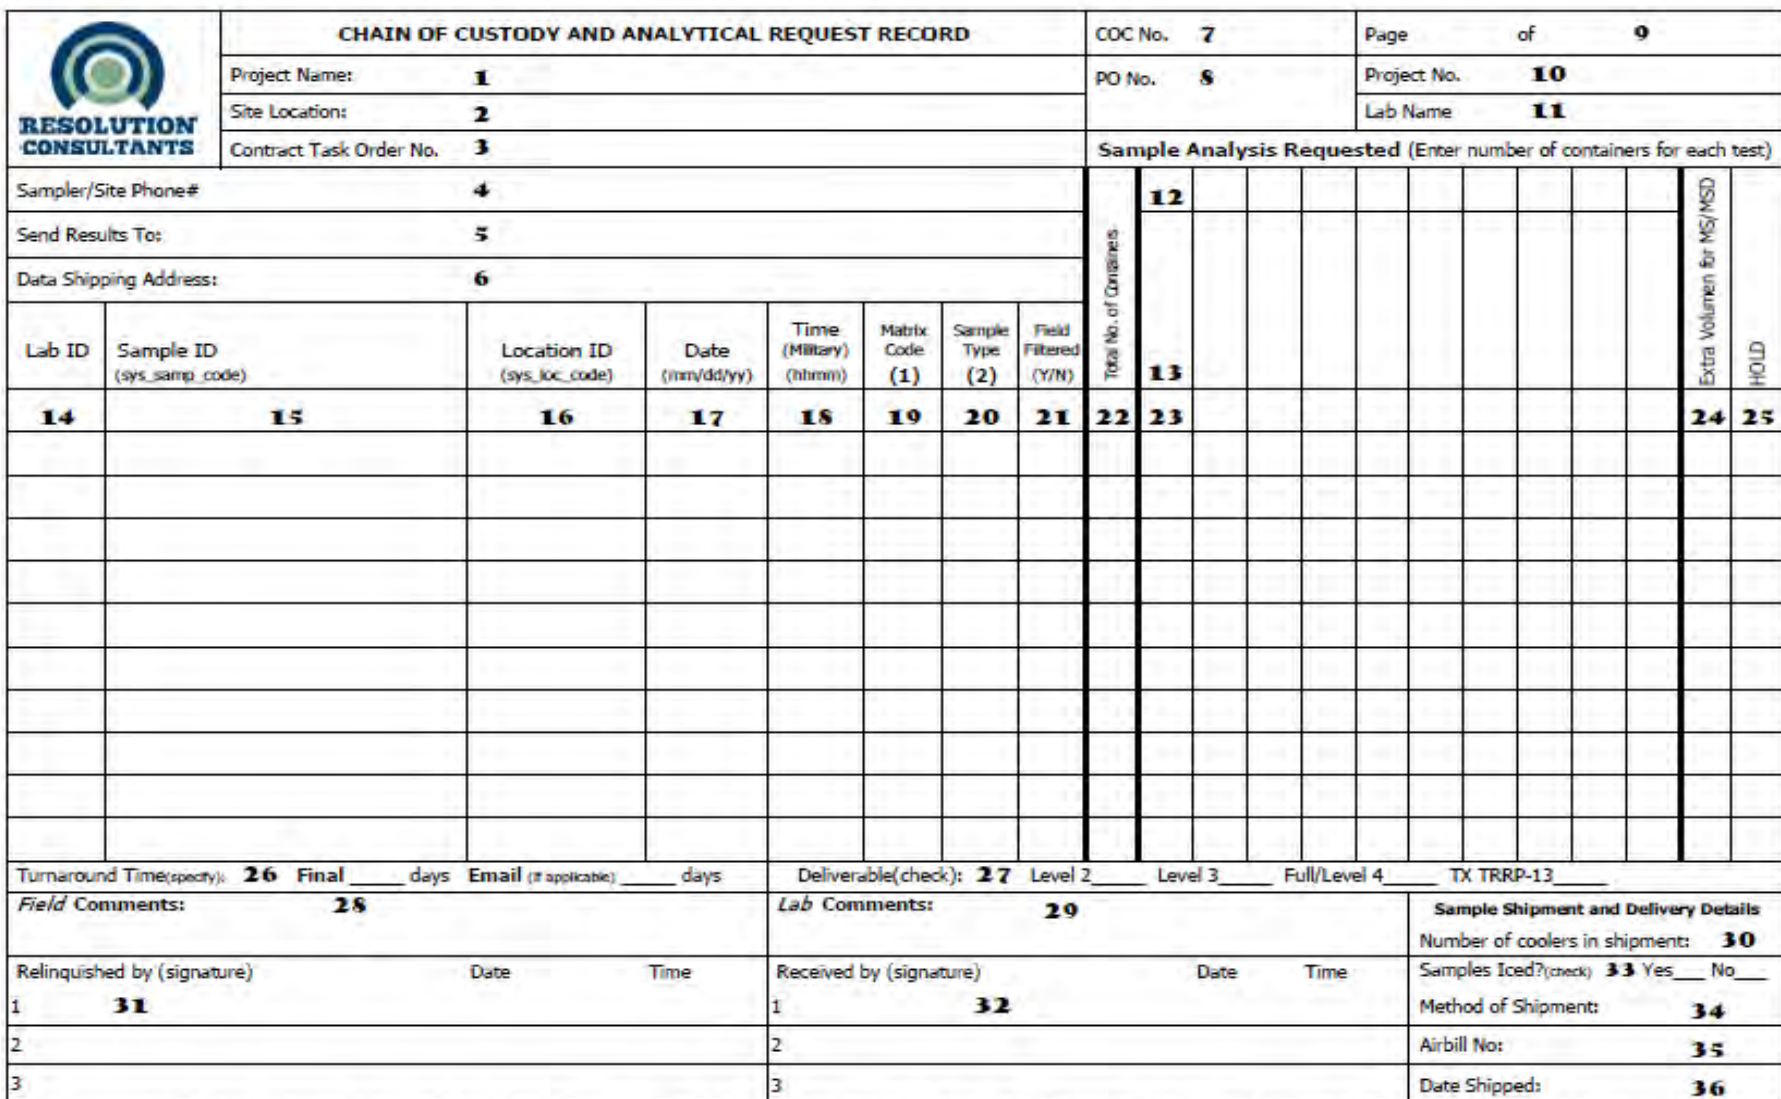 CHAIN OF CUSTODY AND ANALYTICAL REQUEST RECORD
COC No. 7
Page of 9
RESOLUTION CONSULTANTS
Project Name: 1
PO No. 8
Project No. 10
Site Location: 2
Lab Name 11
Contract Task Order No. 3
Sample Analysis Requested (Enter number of containers for each test)
Sampler/Site Phone# 4
Send Results To: 5
Data Shipping Address: 6
Total No. of Containers
12
13
Extra Volumen for MS/MSD
HOLD
Lab ID
Sample ID
(sys_samp_code)
Location ID
(sys_loc_code)
Date
(mm/dd/yy)
Time
(Military)
(hhmm)
Matrix
Code
(1)
Sample
Type
(2)
Field
Filtered
(Y/N)
14 15 16 17 18 19 20 21 22 23 24 25
Turnaround Time(specify): 26 Final _____ days Email (if applicable) _____ days
Deliverable(check): 27 Level 2_____ Level 3_____ Full/Level 4_____ TX TRRP-13_____
Field Comments: 28
Lab Comments: 29
Sample Shipment and Delivery Details
Number of coolers in shipment: 30
Relinquished by (signature) Date Time
Received by (signature) Date Time
Samples Iced?(check) 33 Yes___ No___
1 31
1 32
Method of Shipment: 34
2
2
Airbill No: 35
3
3
Date Shipped: 36